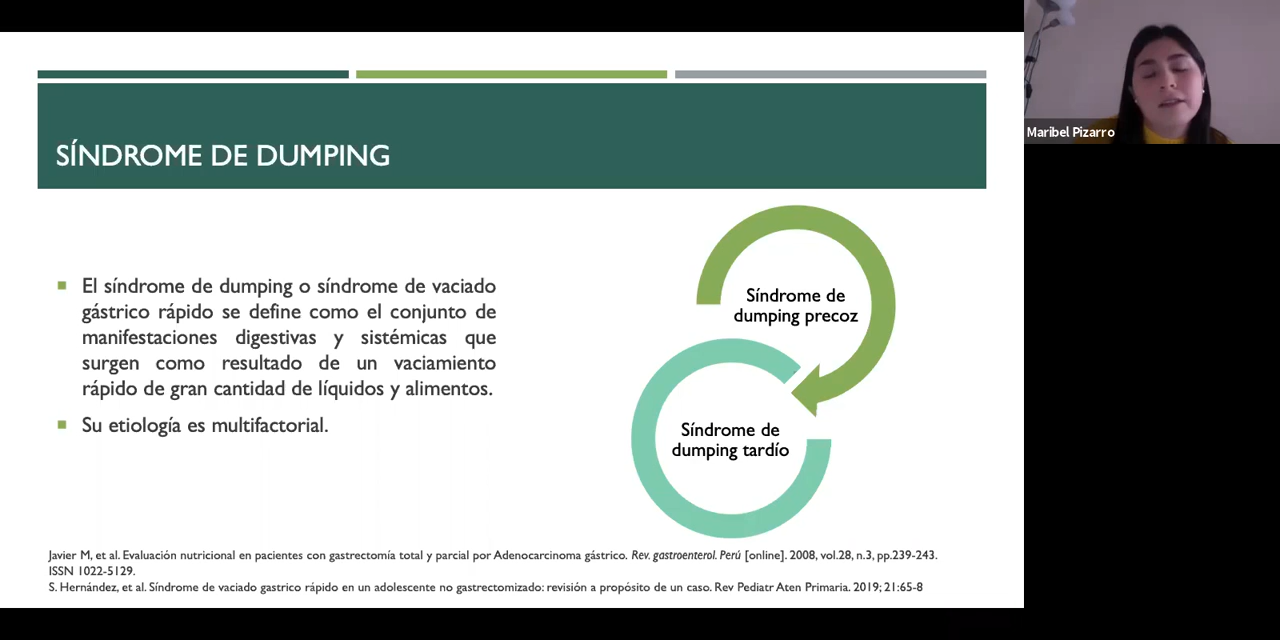 Maribel Pizarro
SÍNDROME DE DUMPING
El síndrome de dumping o síndrome de vaciado
gástrico rápido se define como el conjunto de
manifestaciones digestivas y sistémicas que
surgen como resultado de un vaciamiento
rápido de gran cantidad de líquidos y alimentos.
Su etiología es multifactorial.
Síndrome de
dumping precoz
Síndrome de
dumping tardío
Javier M, et al. Evaluación nutricional en pacientes con gastrectomía total y parcial por Adenocarcinoma gástrico. Rev. gastroenterol. Perú [online]. 2008, vol.28, n.3, pp.239-243.
ISSN 1022-5129.
S. Hernández, et al. Síndrome de vaciado gastrico rápido en un adolescente no gastrectomizado: revisión a propósito de un caso. Rev Pediatr Aten Primaria. 2019; 21:65-8